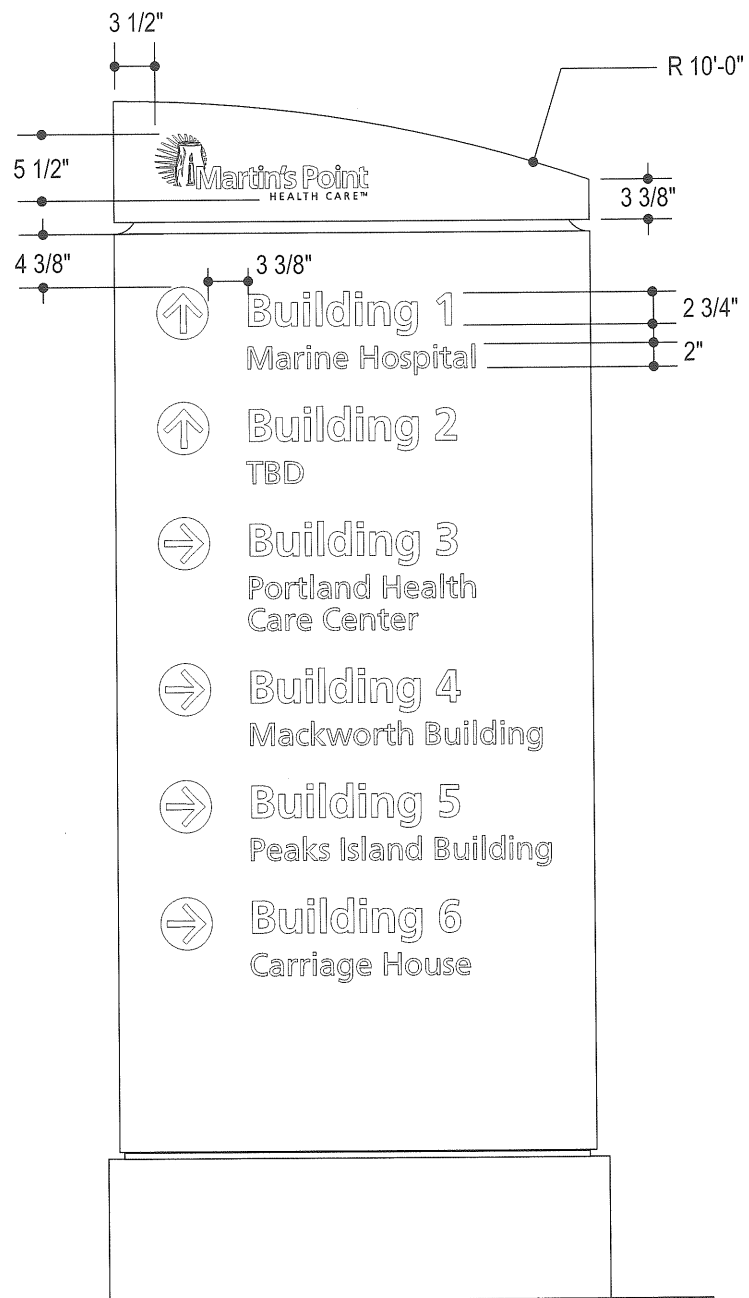 3 1/2"
R 10'-0"
5 1/2"
Martin's Point
HEALTH CARE™
3 3/8"
4 3/8"
3 3/8"
Building 1
2 3/4"
Marine Hospital
2"
Building 2
TBD
Building 3
Portland Health
Care Center
Building 4
Mackworth Building
Building 5
Peaks Island Building
Building 6
Carriage House